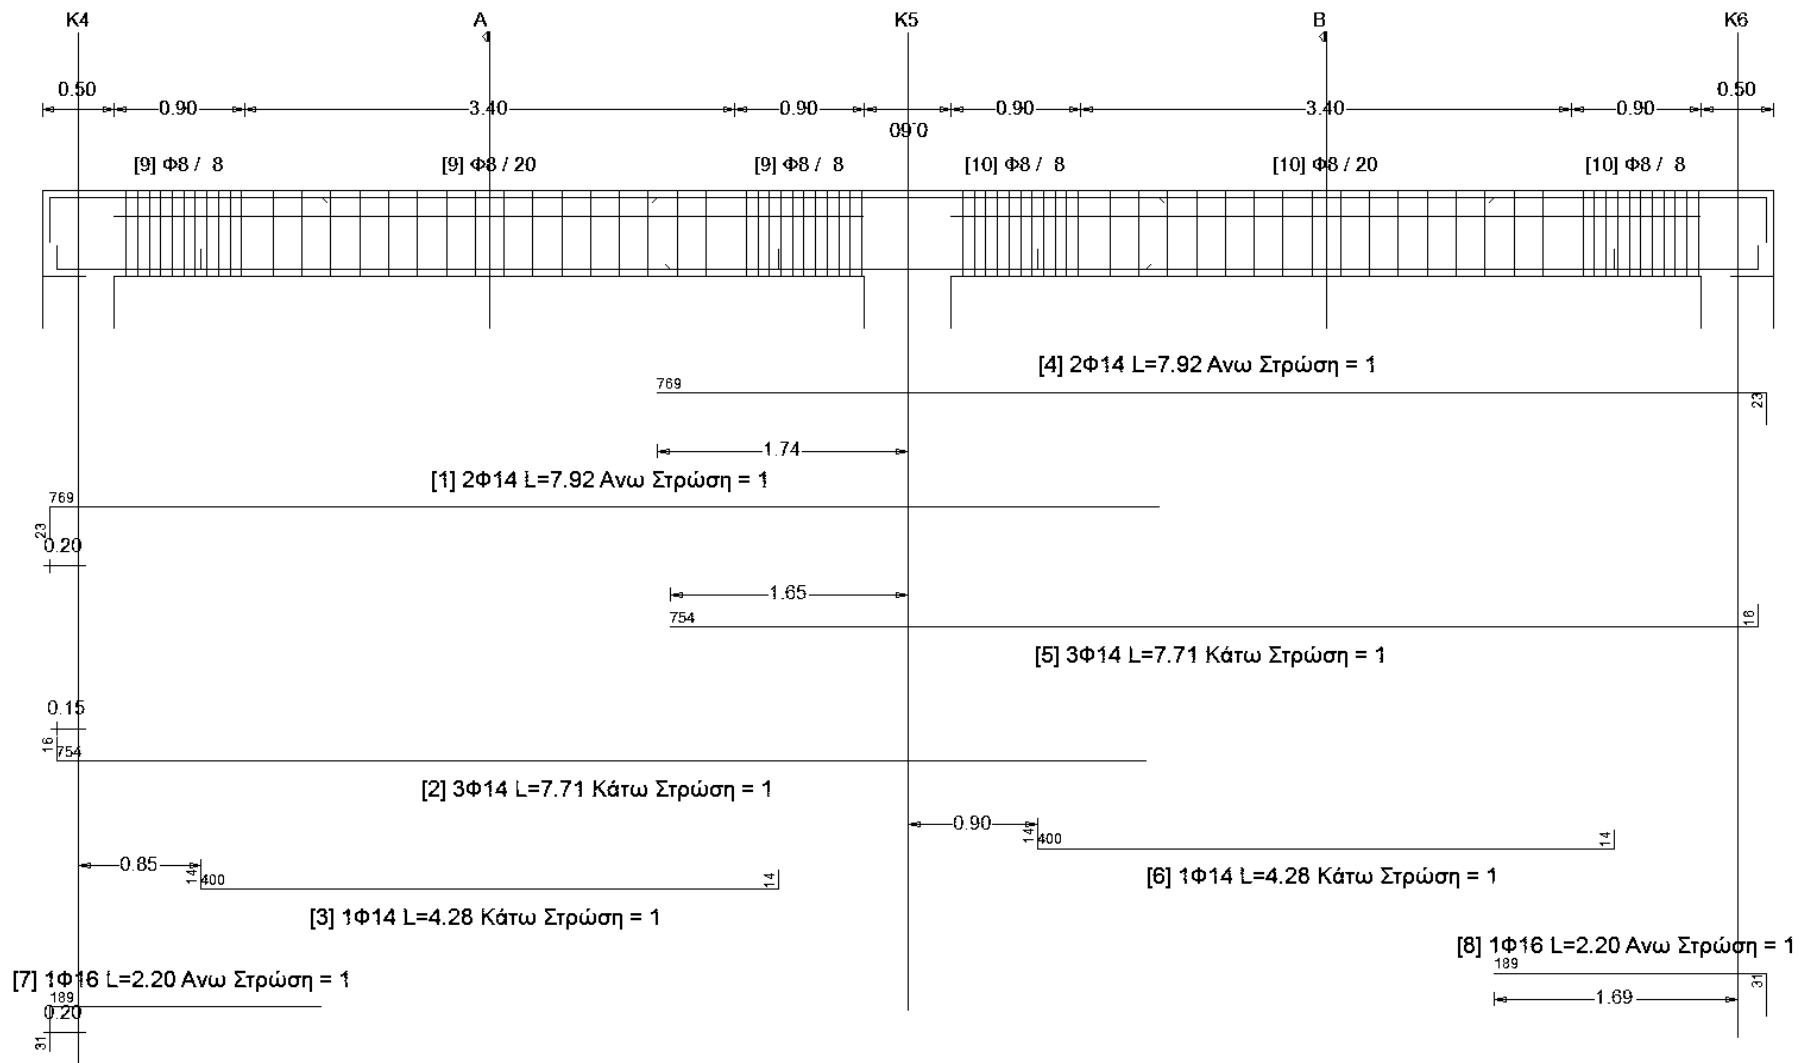 K4 A K5 B K6
0.50 0.90 3.40 0.90 0.60 0.90 3.40 0.90 0.50
[9] Φ8 / 8 [9] Φ8 / 20 [9] Φ8 / 8 [10] Φ8 / 8 [10] Φ8 / 20 [10] Φ8 / 8
[4] 2Φ14 L=7.92 Ανω Στρώση = 1
769
23
1.74
[1] 2Φ14 L=7.92 Ανω Στρώση = 1
769
23
0.20
1.65
754
16
[5] 3Φ14 L=7.71 Κάτω Στρώση = 1
0.15
16
754
[2] 3Φ14 L=7.71 Κάτω Στρώση = 1
0.90
14 400 14
[6] 1Φ14 L=4.28 Κάτω Στρώση = 1
0.85
14 400 14
[3] 1Φ14 L=4.28 Κάτω Στρώση = 1
[8] 1Φ16 L=2.20 Ανω Στρώση = 1
189
31
1.69
[7] 1Φ16 L=2.20 Ανω Στρώση = 1
189
0.20
31